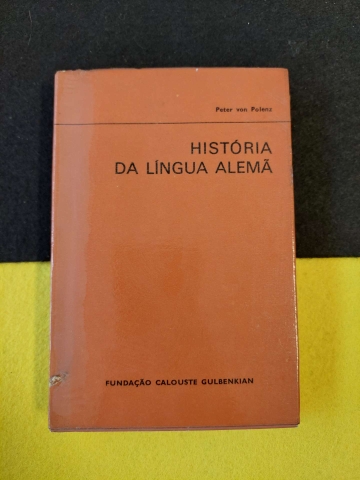 Peter von Polenz
HISTÓRIA
DA LÍNGUA ALEMÃ
FUNDAÇÃO CALOUSTE GULBENKIAN